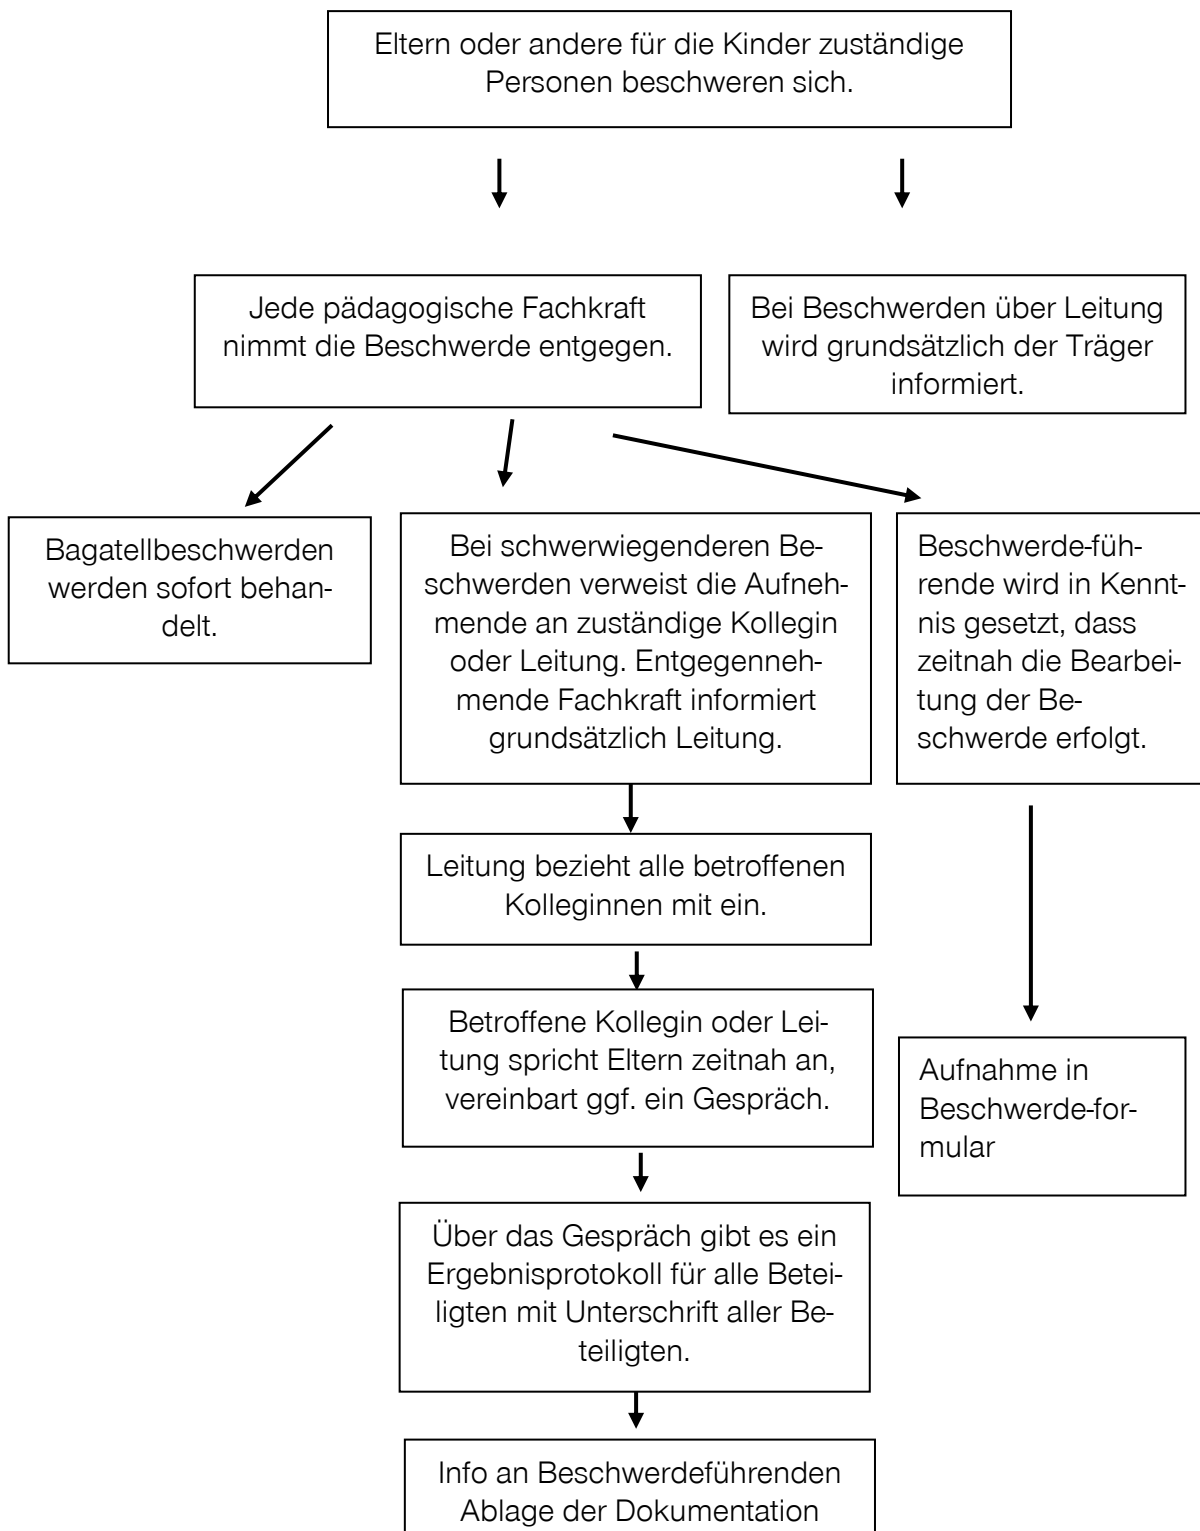 Eltern oder andere für die Kinder zuständige
Personen beschweren sich.
Jede pädagogische Fachkraft
nimmt die Beschwerde entgegen.
Bei Beschwerden über Leitung
wird grundsätzlich der Träger
informiert.
Bagatellbeschwerden
werden sofort behan-
delt.
Bei schwerwiegenderen Be-
schwerden verweist die Aufneh-
mende an zuständige Kollegin
oder Leitung. Entgegenneh-
mende Fachkraft informiert
grundsätzlich Leitung.
Beschwerde-füh-
rende wird in Kennt-
nis gesetzt, dass
zeitnah die Bearbei-
tung der Be-
schwerde erfolgt.
Leitung bezieht alle betroffenen
Kolleginnen mit ein.
Betroffene Kollegin oder Lei-
tung spricht Eltern zeitnah an,
vereinbart ggf. ein Gespräch.
Aufnahme in
Beschwerde-for-
mular
Über das Gespräch gibt es ein
Ergebnisprotokoll für alle Betei-
ligten mit Unterschrift aller Be-
teiligten.
Info an Beschwerdeführenden
Ablage der Dokumentation